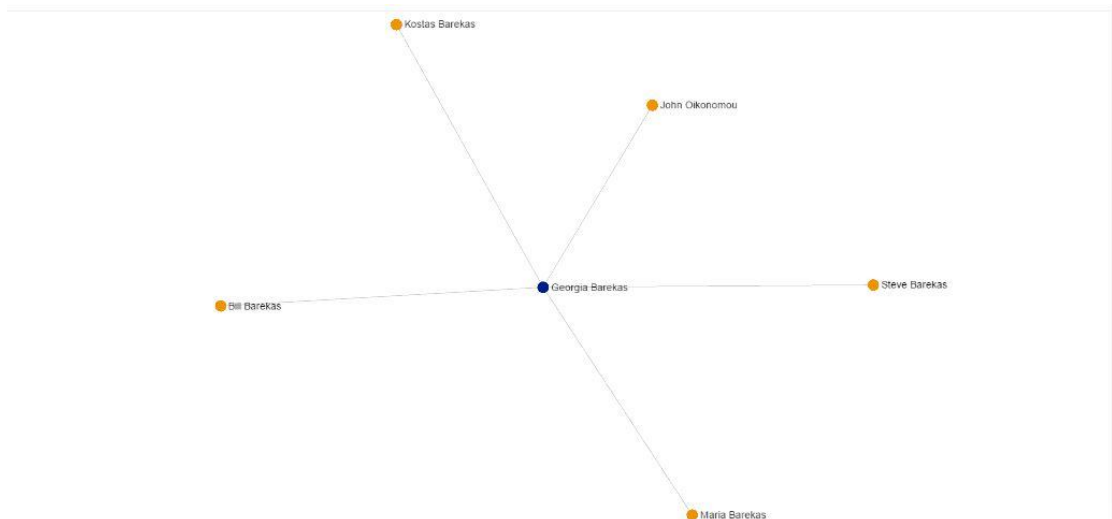 Kostas Barekas
John Oikonomou
Georgia Barekas
Steve Barekas
Bill Barekas
Maria Barekas